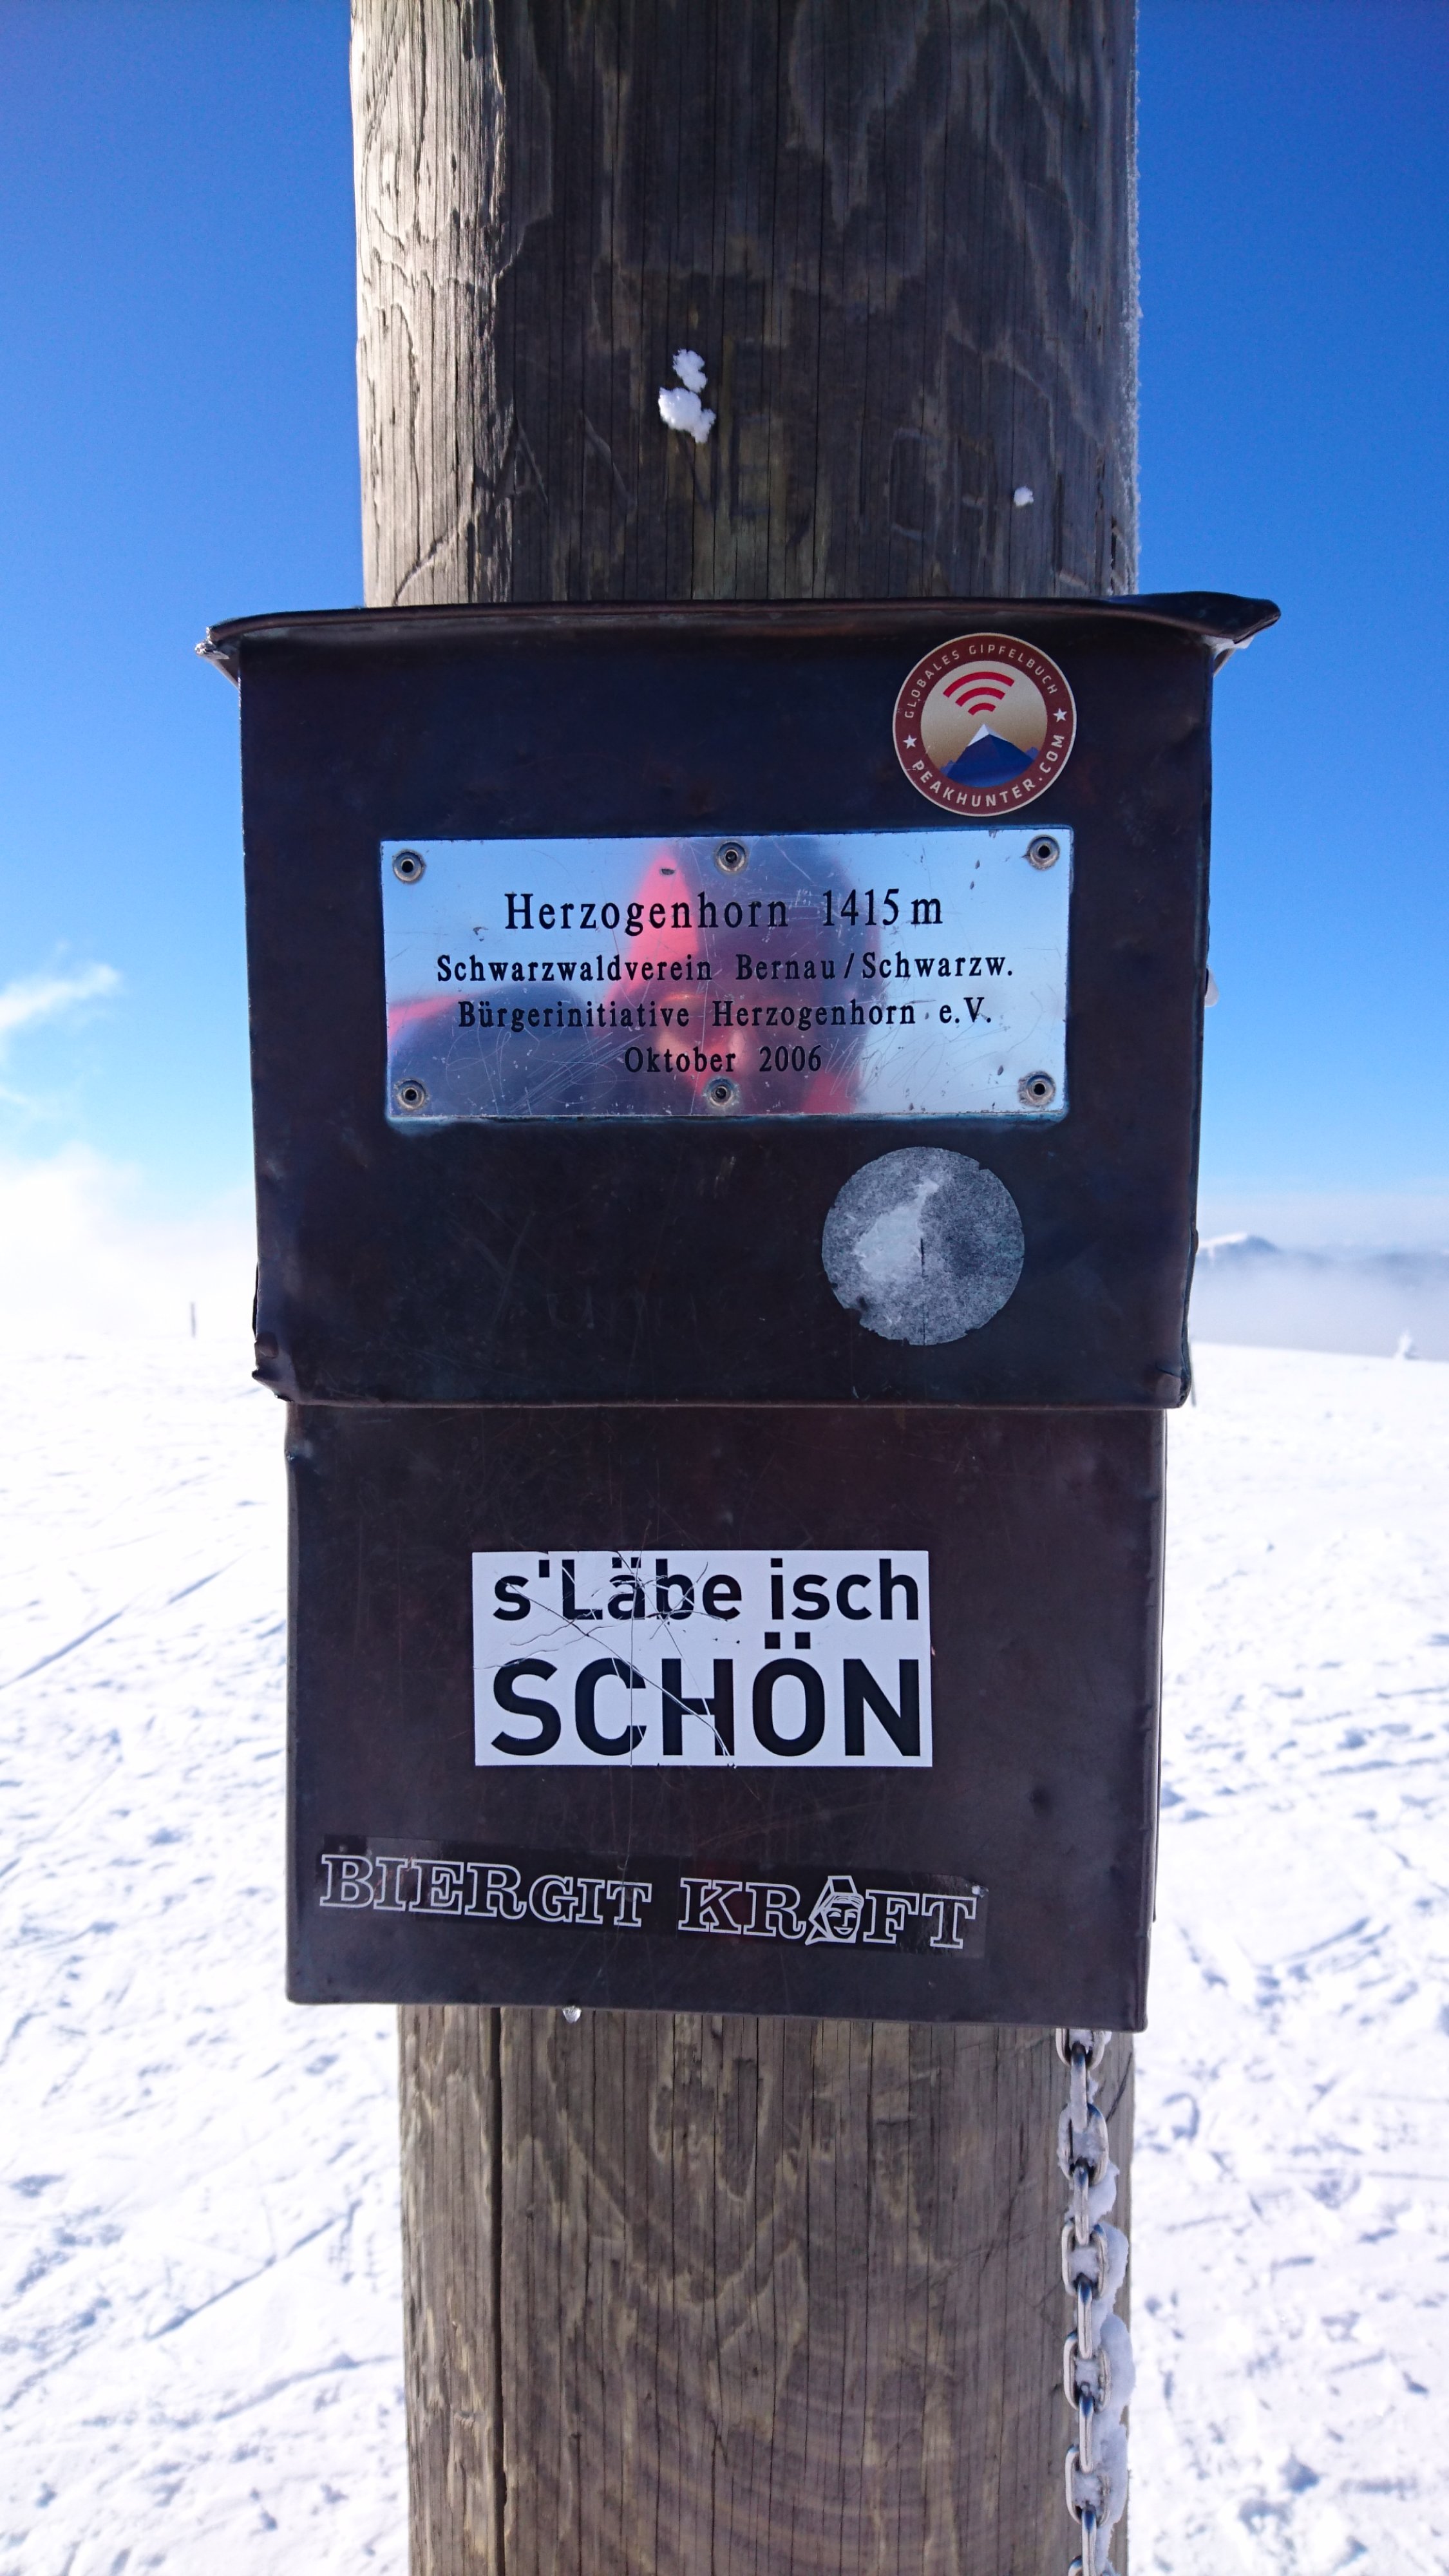 GLOBALES GIPFELBUCH
PEAKHUNTER.COM
Herzogenhorn 1415 m
Schwarzwaldverein Bernau/Schwarzw.
Bürgerinitiative Herzogenhorn e.V.
Oktober 2006
s'Läbe isch
SCHÖN
BIERGIT KRAFT